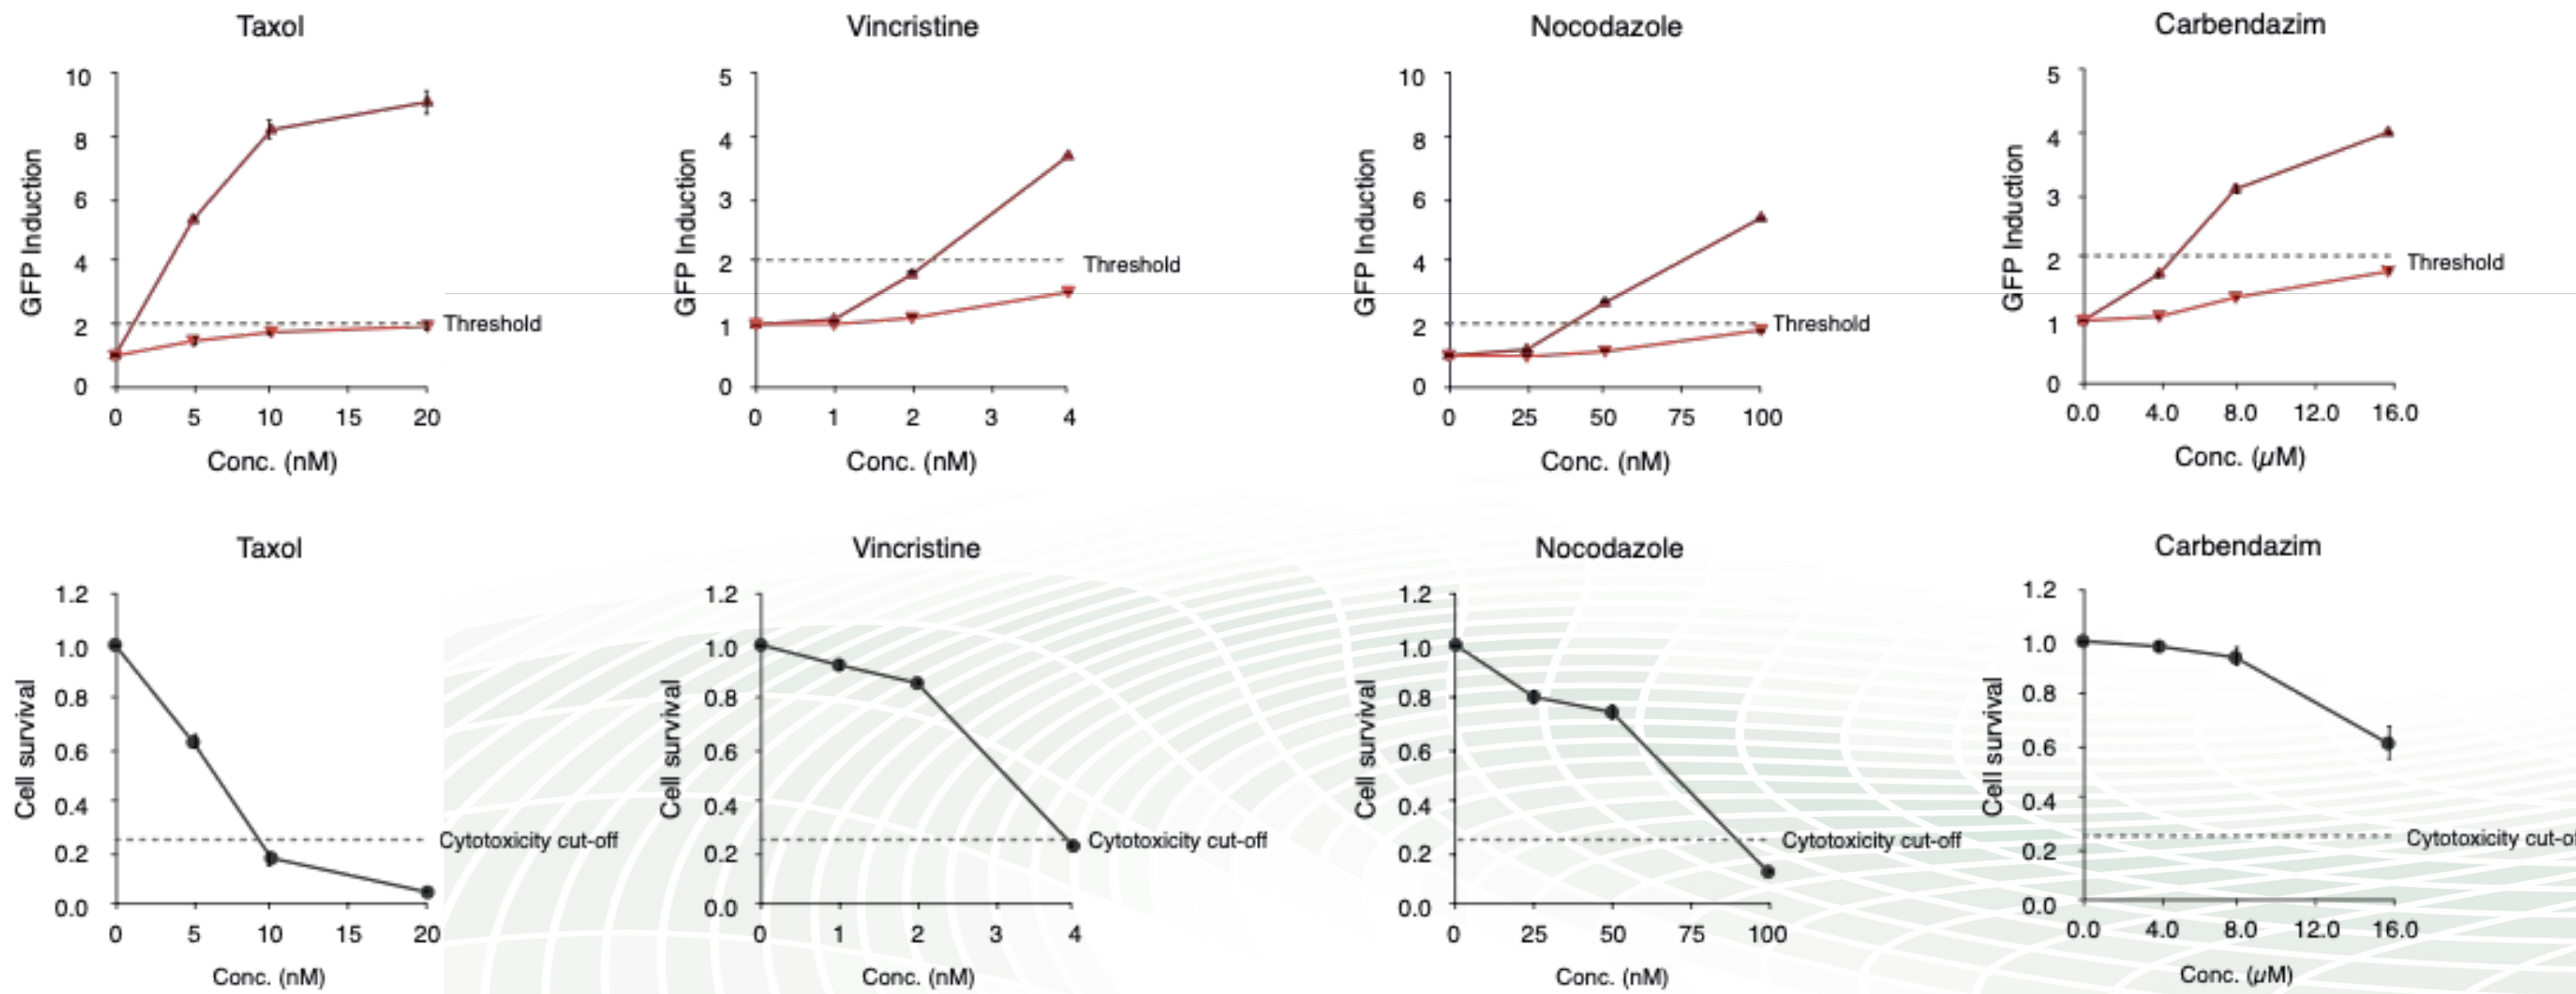 Taxol
Vincristine
Nocodazole
Carbendazim
10
8
6
4
2
0
GFP Induction
Threshold
0 5 10 15 20
Conc. (nM)
5
4
3
2
1
0
GFP Induction
Threshold
0 1 2 3 4
Conc. (nM)
10
8
6
4
2
0
GFP Induction
Threshold
0 25 50 75 100
Conc. (nM)
5
4
3
2
1
0
GFP Induction
Threshold
0.0 4.0 8.0 12.0 16.0
Conc. (µM)
Taxol
Vincristine
Nocodazole
Carbendazim
1.2
1.0
0.8
0.6
0.4
0.2
0.0
Cell survival
Cytotoxicity cut-off
0 5 10 15 20
Conc. (nM)
1.2
1.0
0.8
0.6
0.4
0.2
0.0
Cell survival
Cytotoxicity cut-off
0 1 2 3 4
Conc. (nM)
1.2
1.0
0.8
0.6
0.4
0.2
0.0
Cell survival
Cytotoxicity cut-off
0 25 50 75 100
Conc. (nM)
1.2
1.0
0.8
0.6
0.4
0.2
0.0
Cell survival
Cytotoxicity cut-of
0.0 4.0 8.0 12.0 16.0
Conc. (µM)